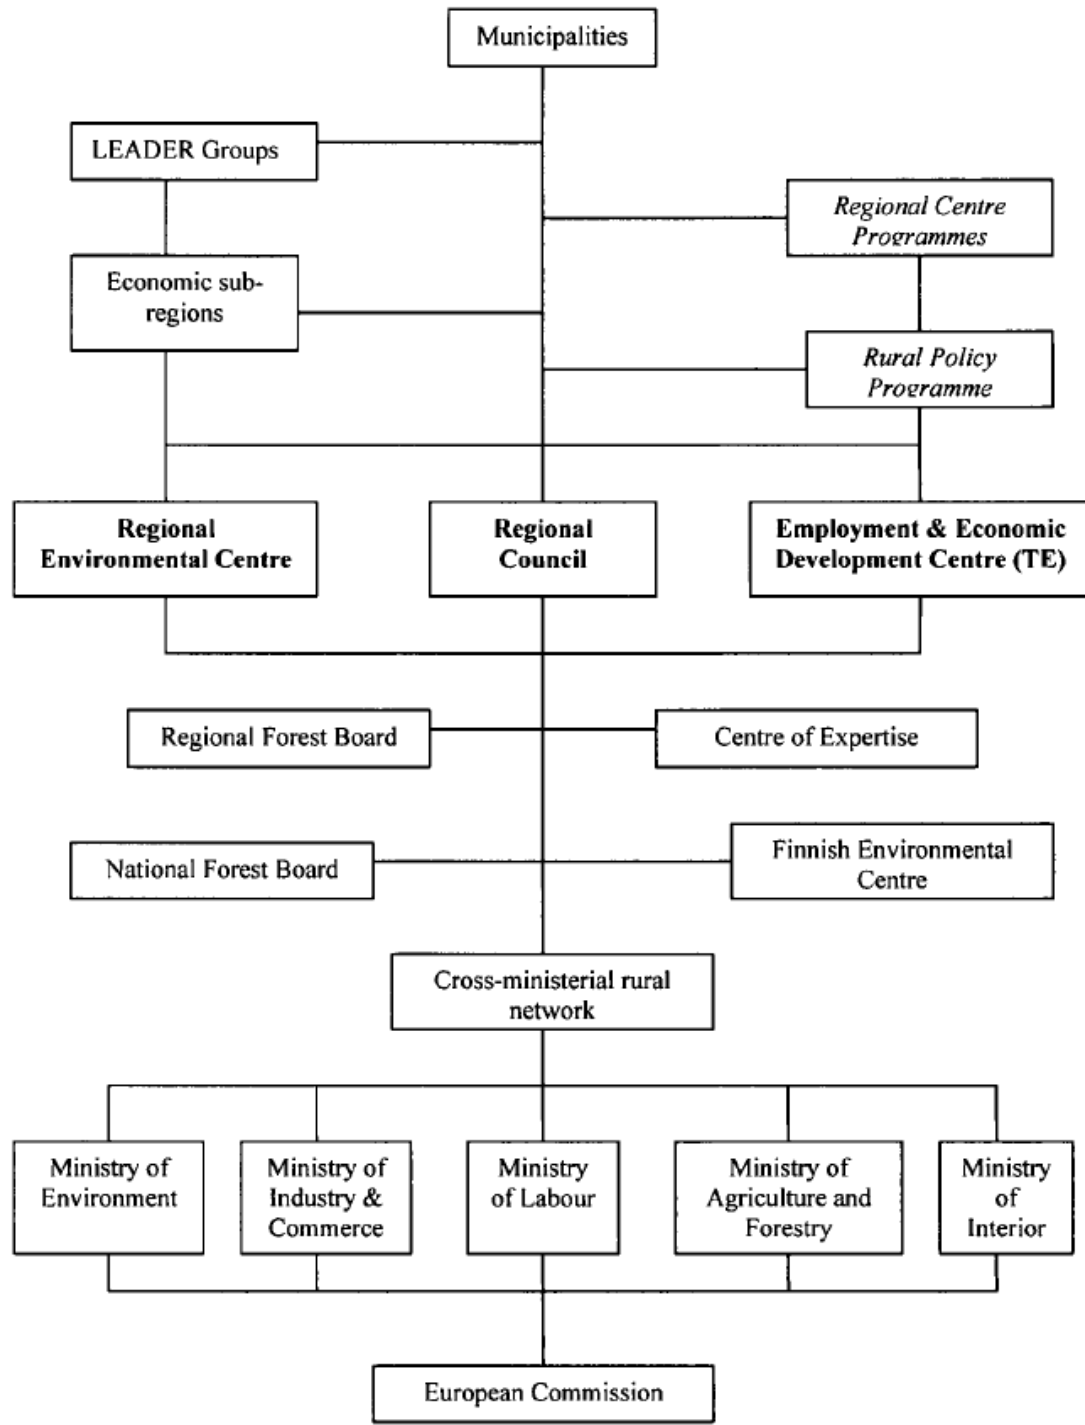 Municipalities
LEADER Groups
Regional Centre
Programmes
Economic sub-
regions
Rural Policy
Programme
Regional
Environmental Centre
Regional
Council
Employment & Economic
Development Centre (TE)
Regional Forest Board
Centre of Expertise
National Forest Board
Finnish Environmental
Centre
Cross-ministerial rural
network
Ministry of
Environment
Ministry of
Industry &
Commerce
Ministry
of Labour
Ministry of
Agriculture and
Forestry
Ministry
of
Interior
European Commission